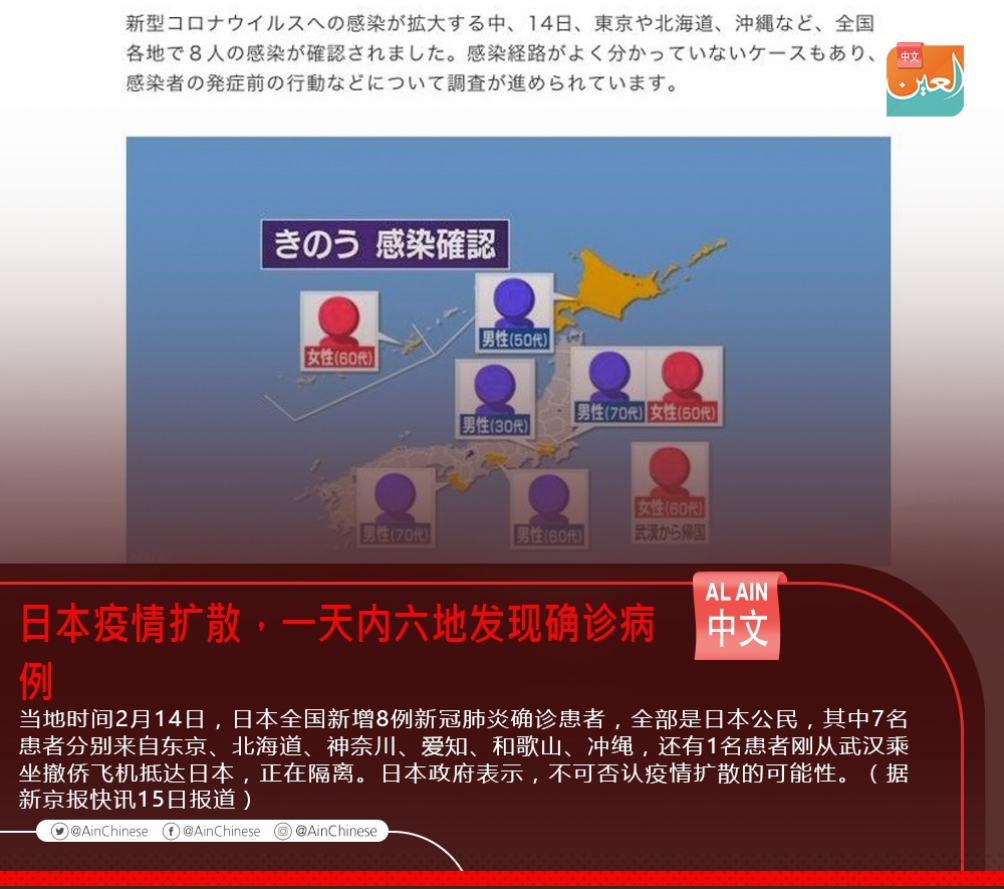 新型コロナウイルスへの感染が拡大する中、14日、東京や北海道、沖縄など、全国
各地で８人の感染が確認されました。感染経路がよく分かっていないケースもあり、
感染者の発症前の行動などについて調査が進められています。
中文
العين
きのう 感染確認
女性(60代)
男性(50代)
男性(30代)
男性(70代)
女性(50代)
男性(70代)
男性(60代)
女性(60代)
武漢から帰国
AL AIN
中文
日本疫情扩散，一天内六地发现确诊病
例
当地时间2月14日，日本全国新增8例新冠肺炎确诊患者，全部是日本公民，其中7名
患者分别来自东京、北海道、神奈川、爱知、和歌山、冲绳，还有1名患者刚从武汉乘
坐撤侨飞机抵达日本，正在隔离。日本政府表示，不可否认疫情扩散的可能性。（据
新京报快讯15日报道）
@AinChinese @AinChinese @AinChinese